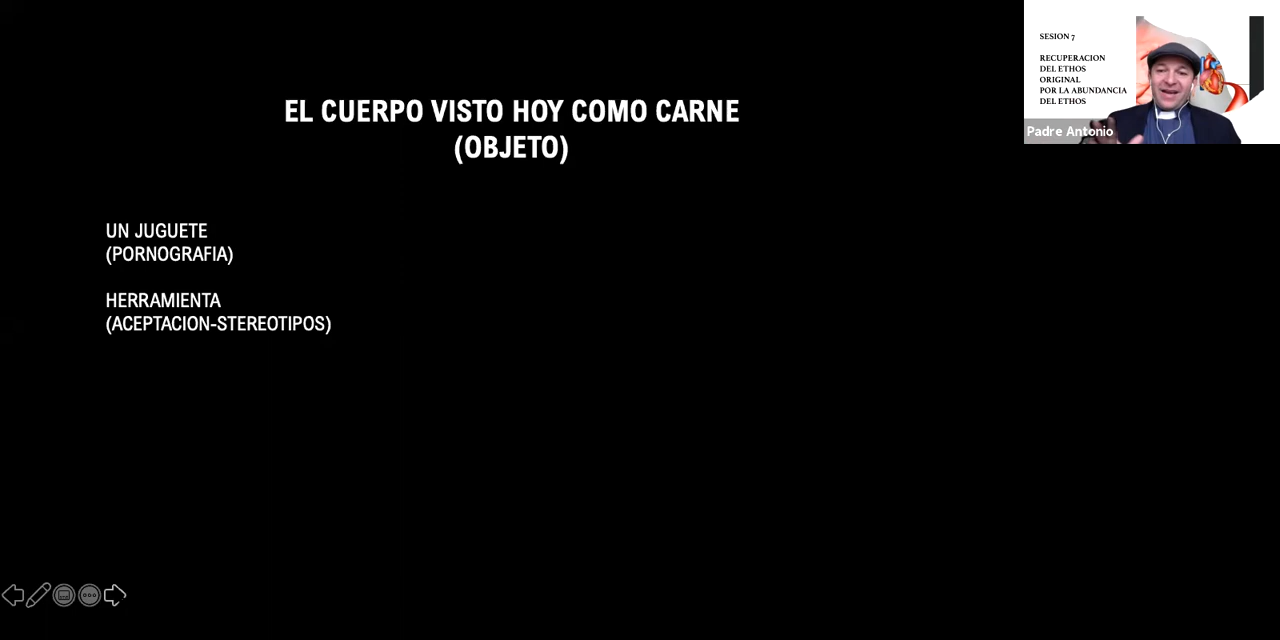 EL CUERPO VISTO HOY COMO CARNE
(OBJETO)
UN JUGUETE
(PORNOGRAFIA)
HERRAMIENTA
(ACEPTACION-STEREOTIPOS)
SESION 7
RECUPERACION
DEL ETHOS
ORIGINAL
POR LA ABUNDANCIA
DEL ETHOS
Padre Antonio